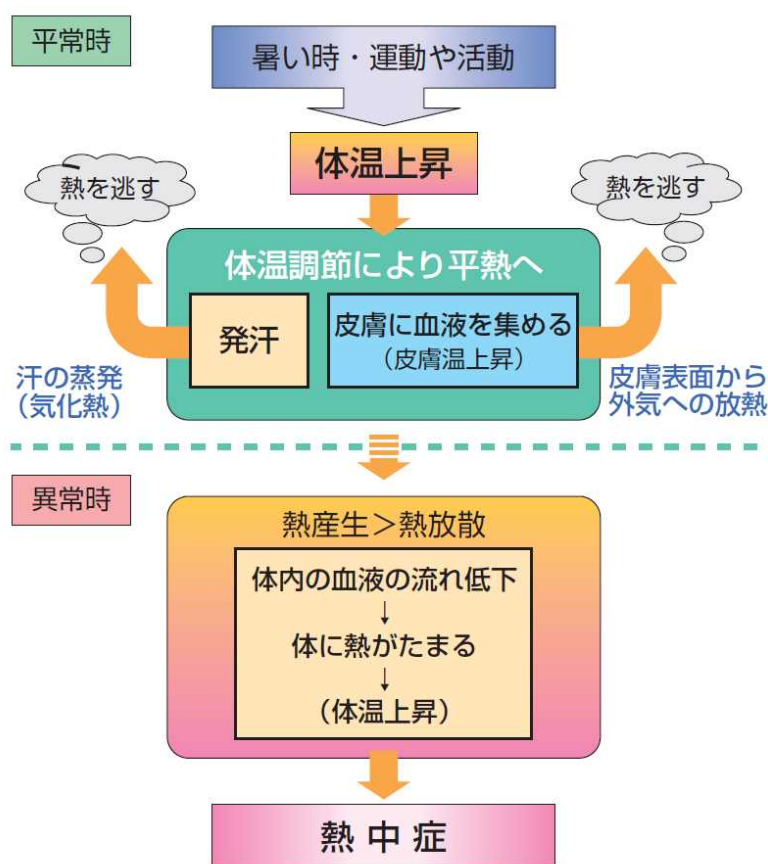 平常時
暑い時・運動や活動
体温上昇
熱を逃す
熱を逃す
体温調節により平熱へ
発汗
皮膚に血液を集める
（皮膚温上昇）
汗の蒸発
（気化熱）
皮膚表面から
外気への放熱
異常時
熱産生＞熱放散
体内の血液の流れ低下
↓
体に熱がたまる
↓
（体温上昇）
熱中症